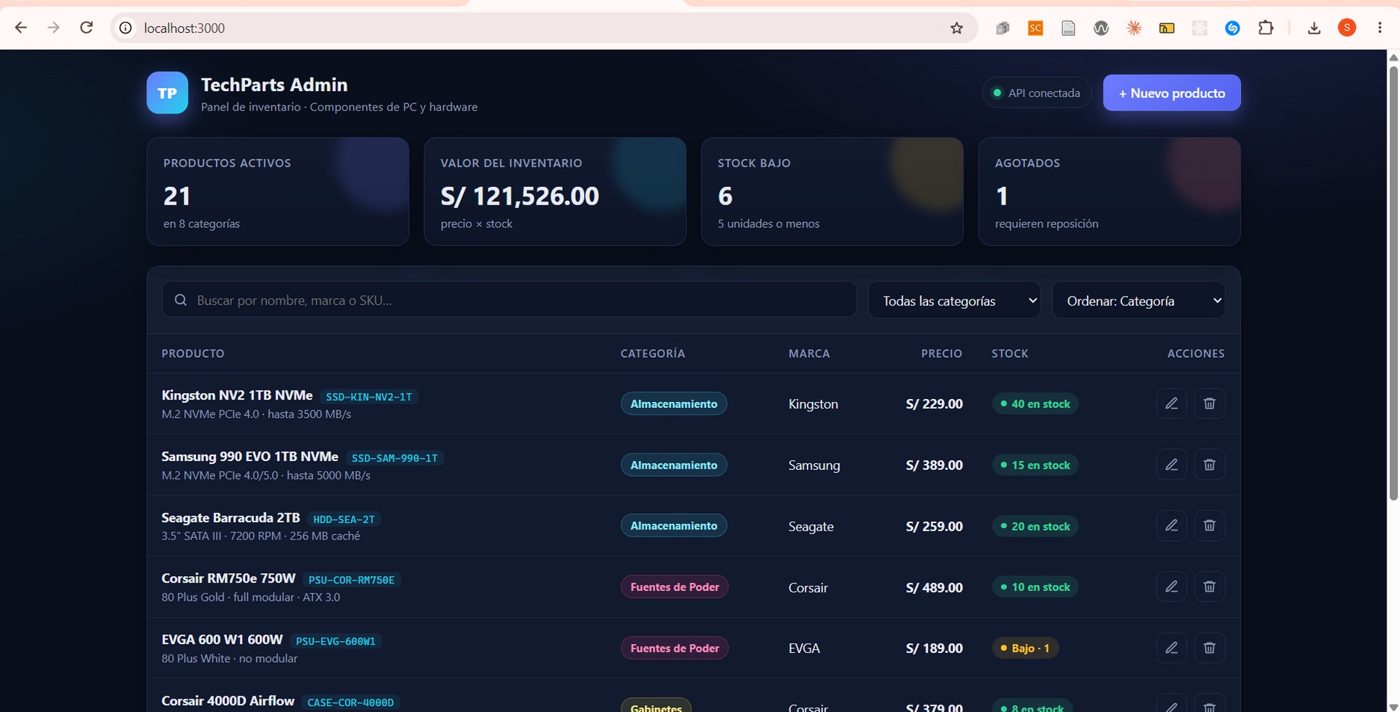 localhost:3000
SC
S
TP
TechParts Admin
Panel de inventario · Componentes de PC y hardware
API conectada
+ Nuevo producto
PRODUCTOS ACTIVOS
21
en 8 categorías
VALOR DEL INVENTARIO
S/ 121,526.00
precio × stock
STOCK BAJO
6
5 unidades o menos
AGOTADOS
1
requieren reposición
Buscar por nombre, marca o SKU...
Todas las categorías
Ordenar: Categoría
PRODUCTO CATEGORÍA MARCA PRECIO STOCK ACCIONES
Kingston NV2 1TB NVMe SSD-KIN-NV2-1T
M.2 NVMe PCIe 4.0 · hasta 3500 MB/s
Almacenamiento Kingston S/ 229.00 40 en stock
Samsung 990 EVO 1TB NVMe SSD-SAM-990-1T
M.2 NVMe PCIe 4.0/5.0 · hasta 5000 MB/s
Almacenamiento Samsung S/ 389.00 15 en stock
Seagate Barracuda 2TB HDD-SEA-2T
3.5" SATA III · 7200 RPM · 256 MB caché
Almacenamiento Seagate S/ 259.00 20 en stock
Corsair RM750e 750W PSU-COR-RM750E
80 Plus Gold · full modular · ATX 3.0
Fuentes de Poder Corsair S/ 489.00 10 en stock
EVGA 600 W1 600W PSU-EVG-600W1
80 Plus White · no modular
Fuentes de Poder EVGA S/ 189.00 Bajo · 1
Corsair 4000D Airflow CASE-COR-4000D
Gabinetes Corsair S/ 379.00 8 en stock